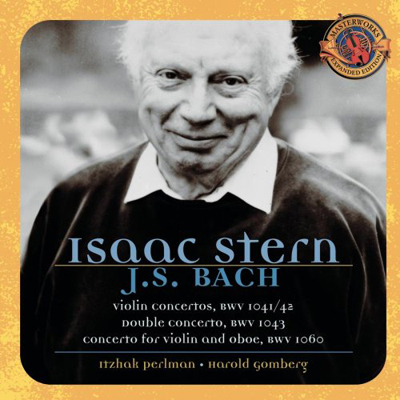 MASTERWORKS
EXPANDED EDITION
Isaac Stern
J.S. BACH
violin concertos, BWV 1041/42
Double concerto, BWV 1043
concerto for violin and oboe, BWV 1060
Itzhak Perlman • Harold Gomberg